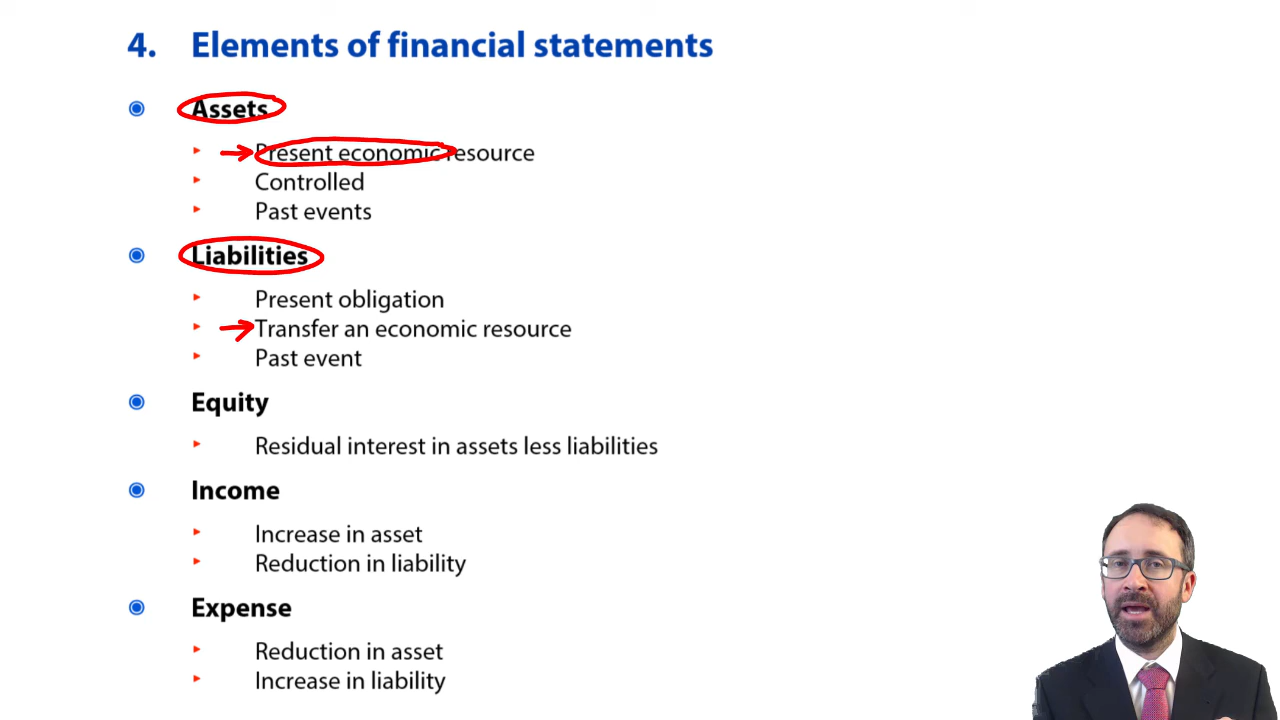 4. Elements of financial statements
Assets
Present economic resource
Controlled
Past events
Liabilities
Present obligation
Transfer an economic resource
Past event
Equity
Residual interest in assets less liabilities
Income
Increase in asset
Reduction in liability
Expense
Reduction in asset
Increase in liability